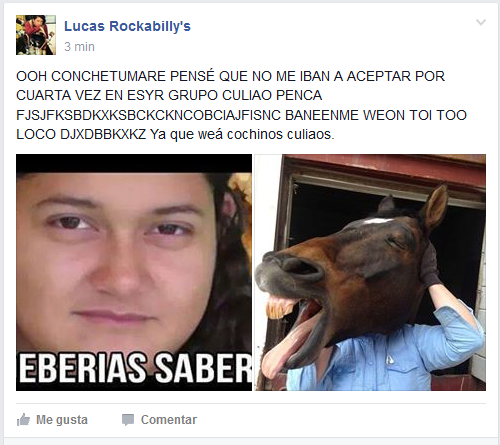 Lucas Rockabilly's
3 min
OOH CONCHETUMARE PENSÉ QUE NO ME IBAN A ACEPTAR POR
CUARTA VEZ EN ESYR GRUPO CULIAO PENCA
FJSJFKSBDKXKSBCKCKNCOBCIAJFISNC BANEENME WEON TOI TOO
LOCO DJXDBBKXKZ Ya que weá cochinos culiaos.
EBERIAS SABER
Me gusta
Comentar